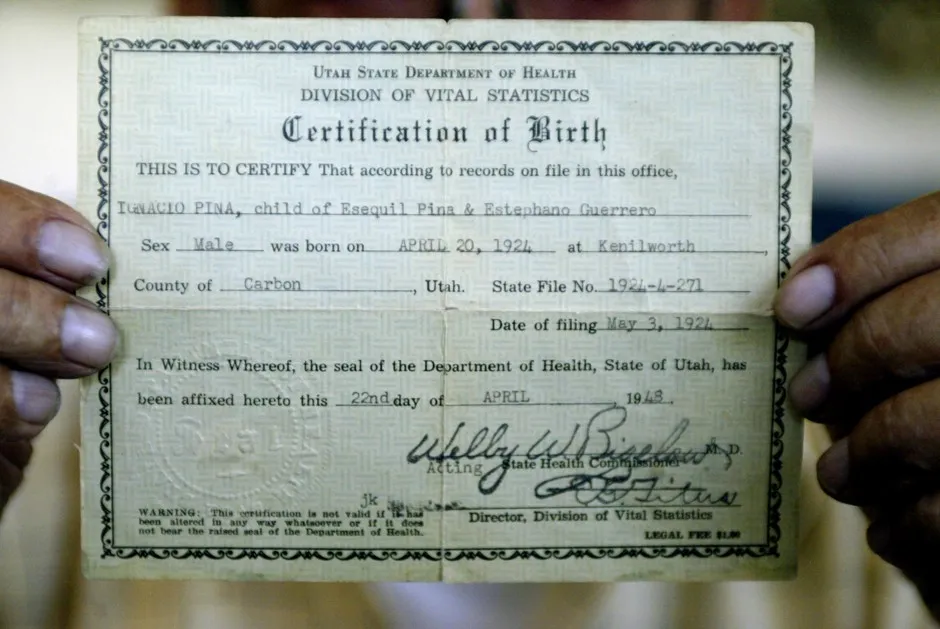 UTAH STATE DEPARTMENT OF HEALTH
DIVISION OF VITAL STATISTICS
Certification of Birth
THIS IS TO CERTIFY That according to records on file in this office,
IGNACIO PINA, child of Esequil Pina & Estephano Guerrero
Sex Male was born on APRIL 20, 1924 at Kenilworth,
County of Carbon, Utah. State File No. 1924-4-271
Date of filing May 3, 1924
In Witness Whereof, the seal of the Department of Health, State of Utah, has
been affixed hereto this 22nd day of APRIL, 1948.
Welby W Bigelow M. D.
Acting State Health Commissioner
jk
Director, Division of Vital Statistics
WARNING: This certification is not valid if it has
been altered in any way whatsoever or if it does
not bear the raised seal of the Department of Health.
LEGAL FEE $1.00